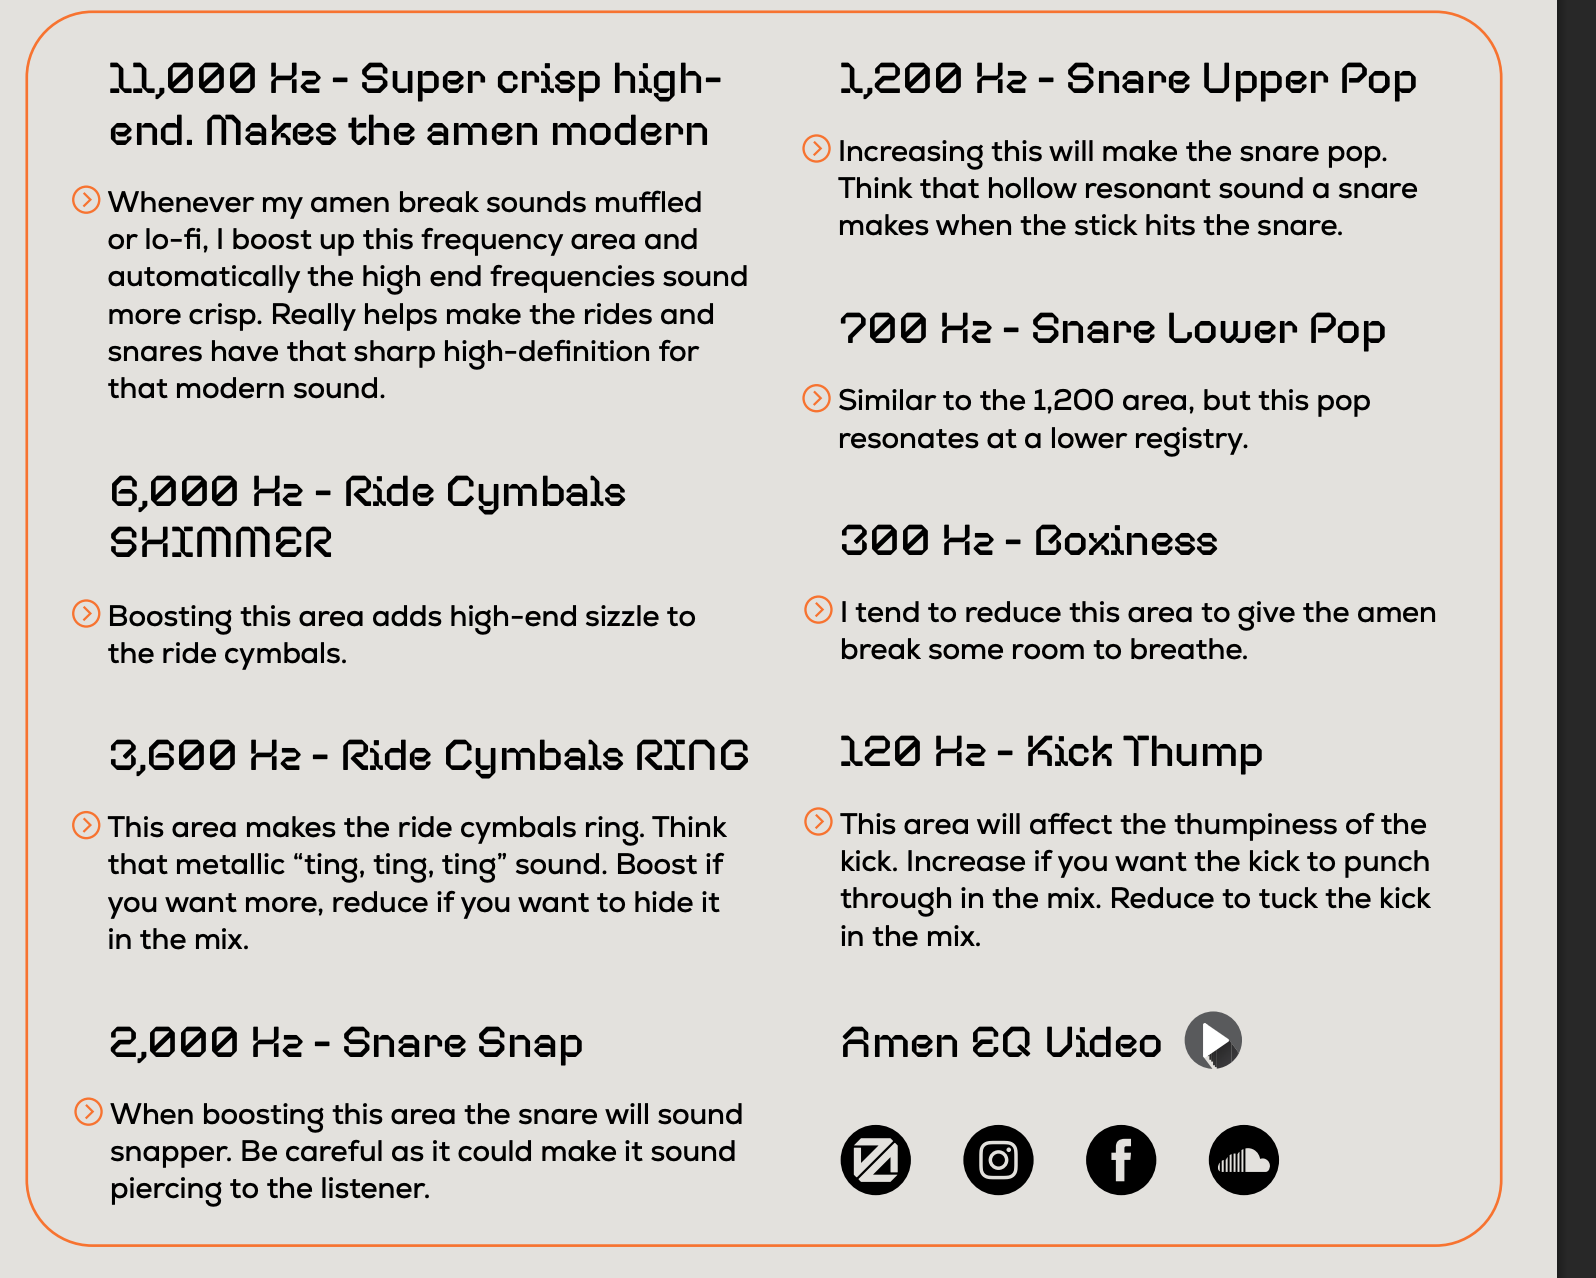 11,000 Hz - Super crisp high-
end. Makes the amen modern
Whenever my amen break sounds muffled
or lo-fi, I boost up this frequency area and
automatically the high end frequencies sound
more crisp. Really helps make the rides and
snares have that sharp high-definition for
that modern sound.
6,000 Hz - Ride Cymbals
SHIMMER
Boosting this area adds high-end sizzle to
the ride cymbals.
3,600 Hz - Ride Cymbals RING
This area makes the ride cymbals ring. Think
that metallic “ting, ting, ting” sound. Boost if
you want more, reduce if you want to hide it
in the mix.
2,000 Hz - Snare Snap
When boosting this area the snare will sound
snapper. Be careful as it could make it sound
piercing to the listener.
1,200 Hz - Snare Upper Pop
Increasing this will make the snare pop.
Think that hollow resonant sound a snare
makes when the stick hits the snare.
700 Hz - Snare Lower Pop
Similar to the 1,200 area, but this pop
resonates at a lower registry.
300 Hz - Boxiness
I tend to reduce this area to give the amen
break some room to breathe.
120 Hz - Kick Thump
This area will affect the thumpiness of the
kick. Increase if you want the kick to punch
through in the mix. Reduce to tuck the kick
in the mix.
Amen EQ Video